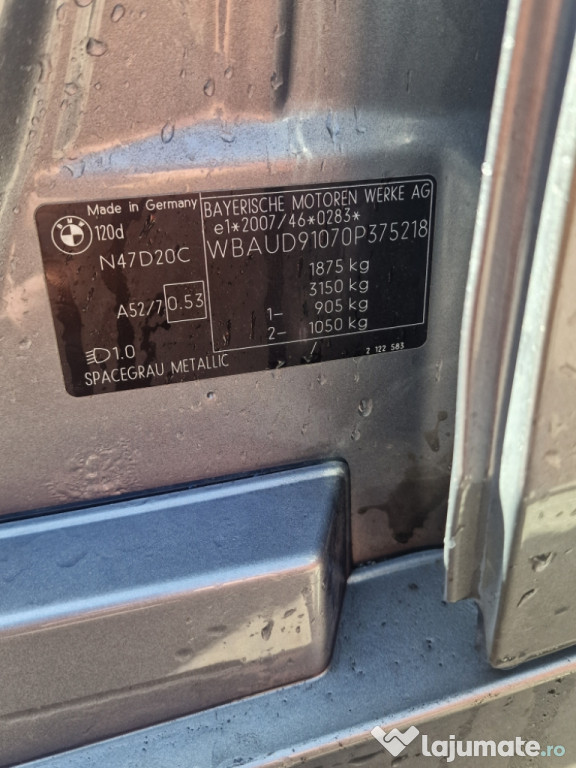 Made in Germany
BMW
120d
N47D20C
A52/7 0.53
1.0
SPACEGRAU METALLIC
BAYERISCHE MOTOREN WERKE AG
e1*2007/46*0283*
WBAUD91070P375218
1875 kg
3150 kg
1- 905 kg
2- 1050 kg
2 122 583
lajumate.ro